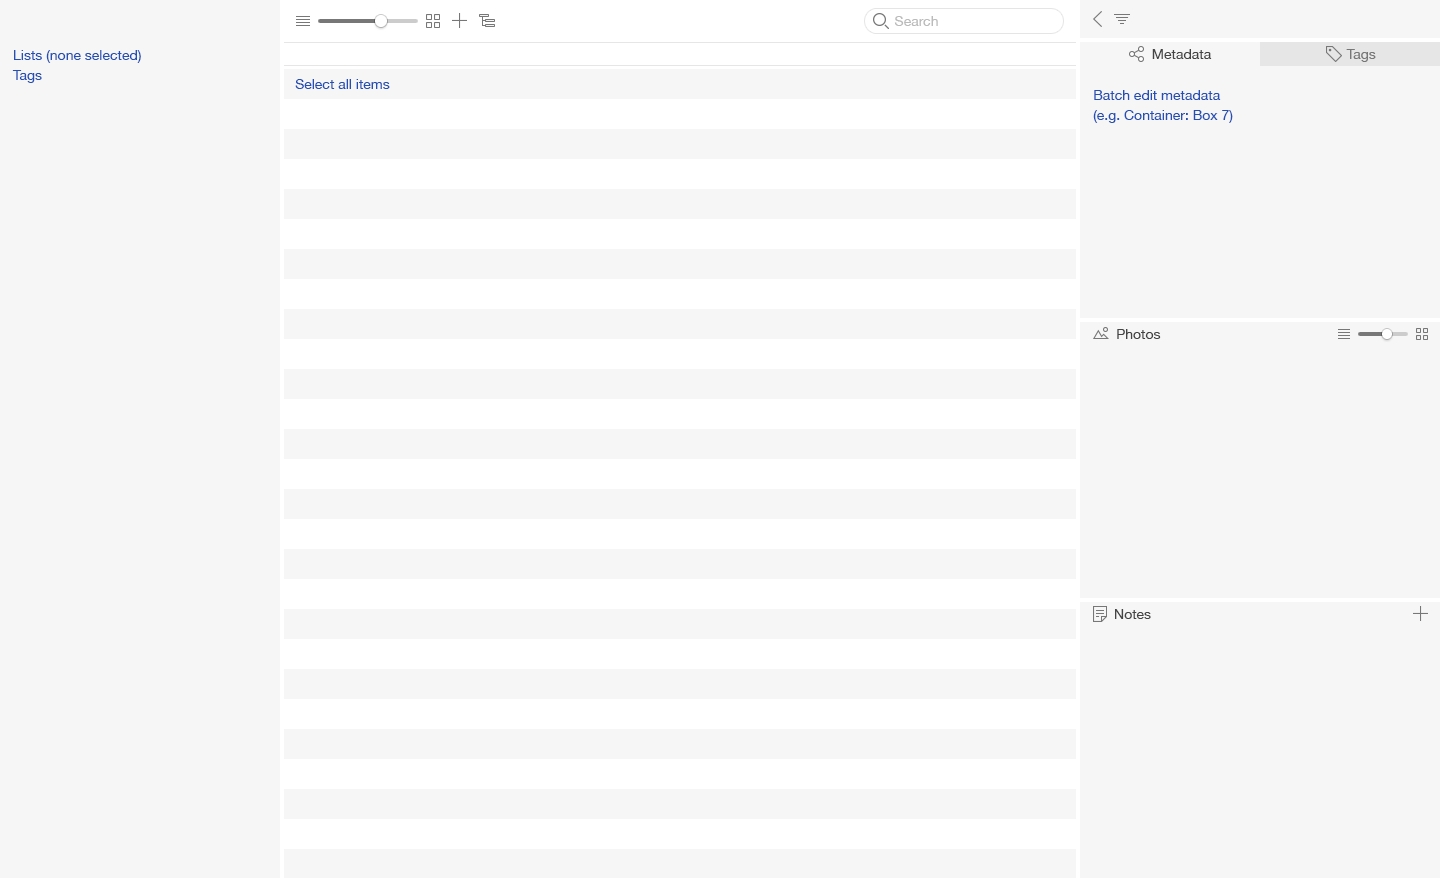 Lists (none selected)
Tags
Search
Select all items
Metadata
Tags
Batch edit metadata
(e.g. Container: Box 7)
Photos
Notes